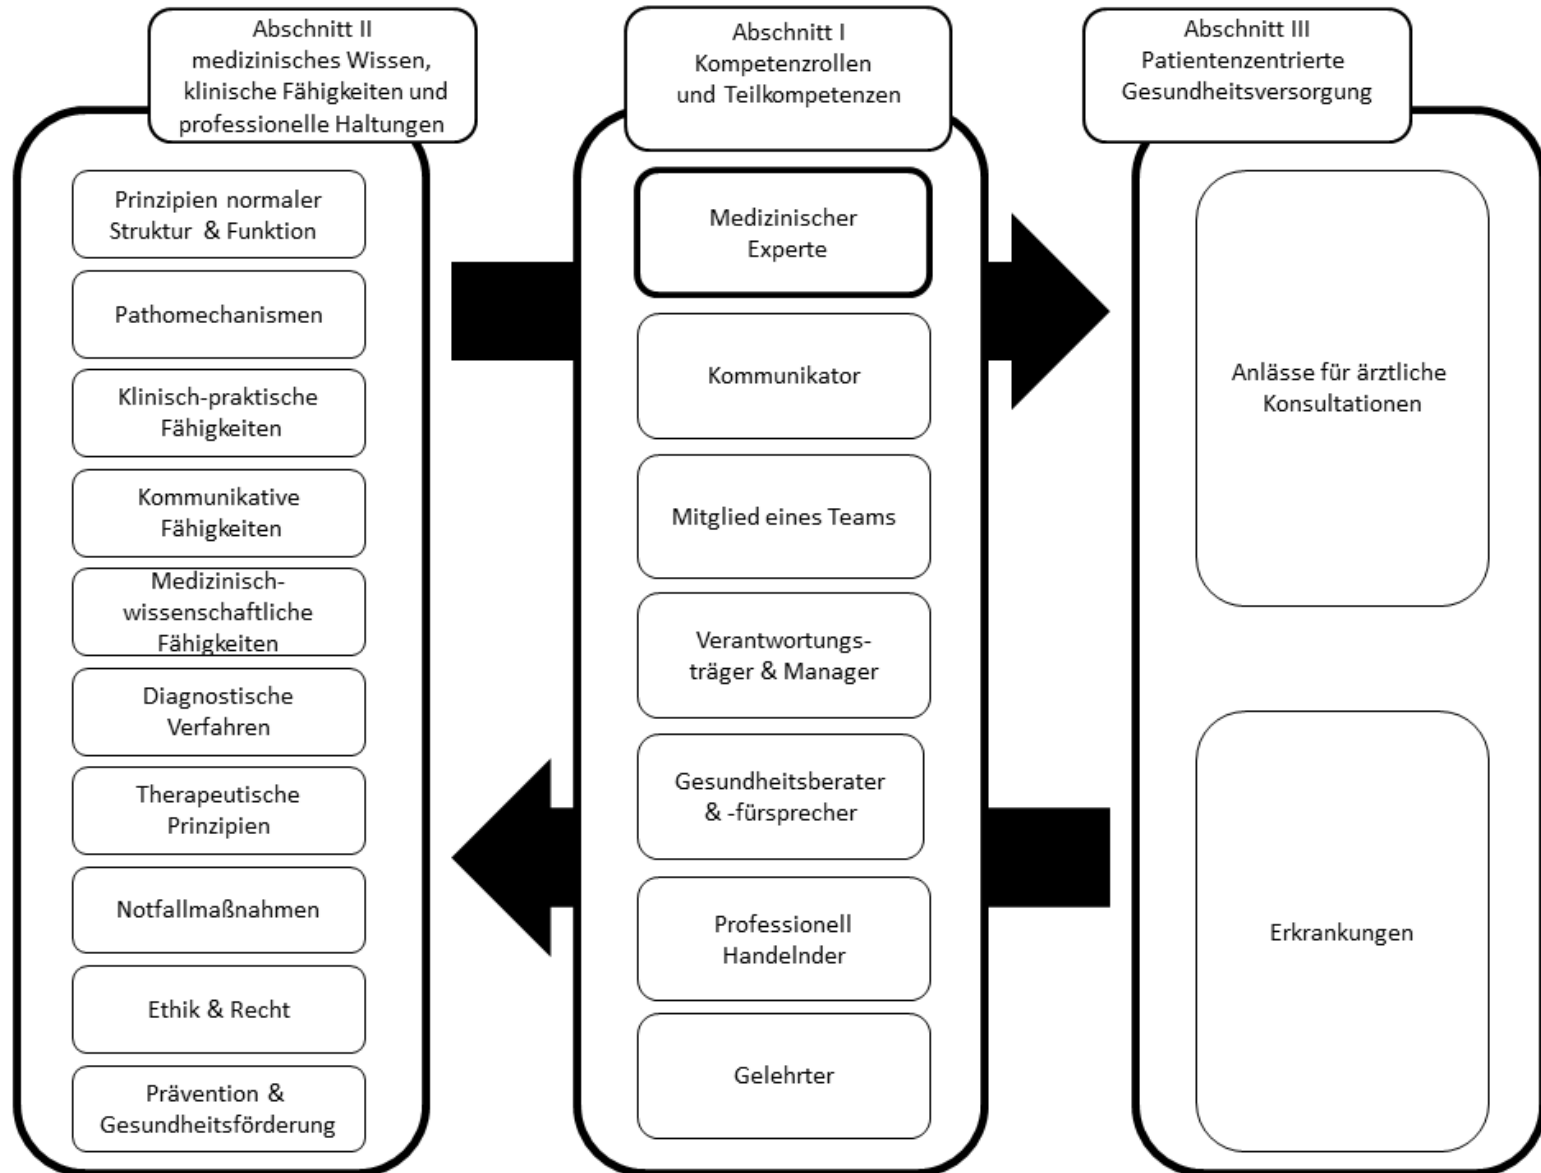 Abschnitt II
medizinisches Wissen,
klinische Fähigkeiten und
professionelle Haltungen
Prinzipien normaler
Struktur & Funktion
Pathomechanismen
Klinisch-praktische
Fähigkeiten
Kommunikative
Fähigkeiten
Medizinisch-
wissenschaftliche
Fähigkeiten
Diagnostische
Verfahren
Therapeutische
Prinzipien
Notfallmaßnahmen
Ethik & Recht
Prävention &
Gesundheitsförderung
Abschnitt I
Kompetenzrollen
und Teilkompetenzen
Medizinischer
Experte
Kommunikator
Mitglied eines Teams
Verantwortungs-
träger & Manager
Gesundheitsberater
& -fürsprecher
Professionell
Handelnder
Gelehrter
Abschnitt III
Patientenzentrierte
Gesundheitsversorgung
Anlässe für ärztliche
Konsultationen
Erkrankungen